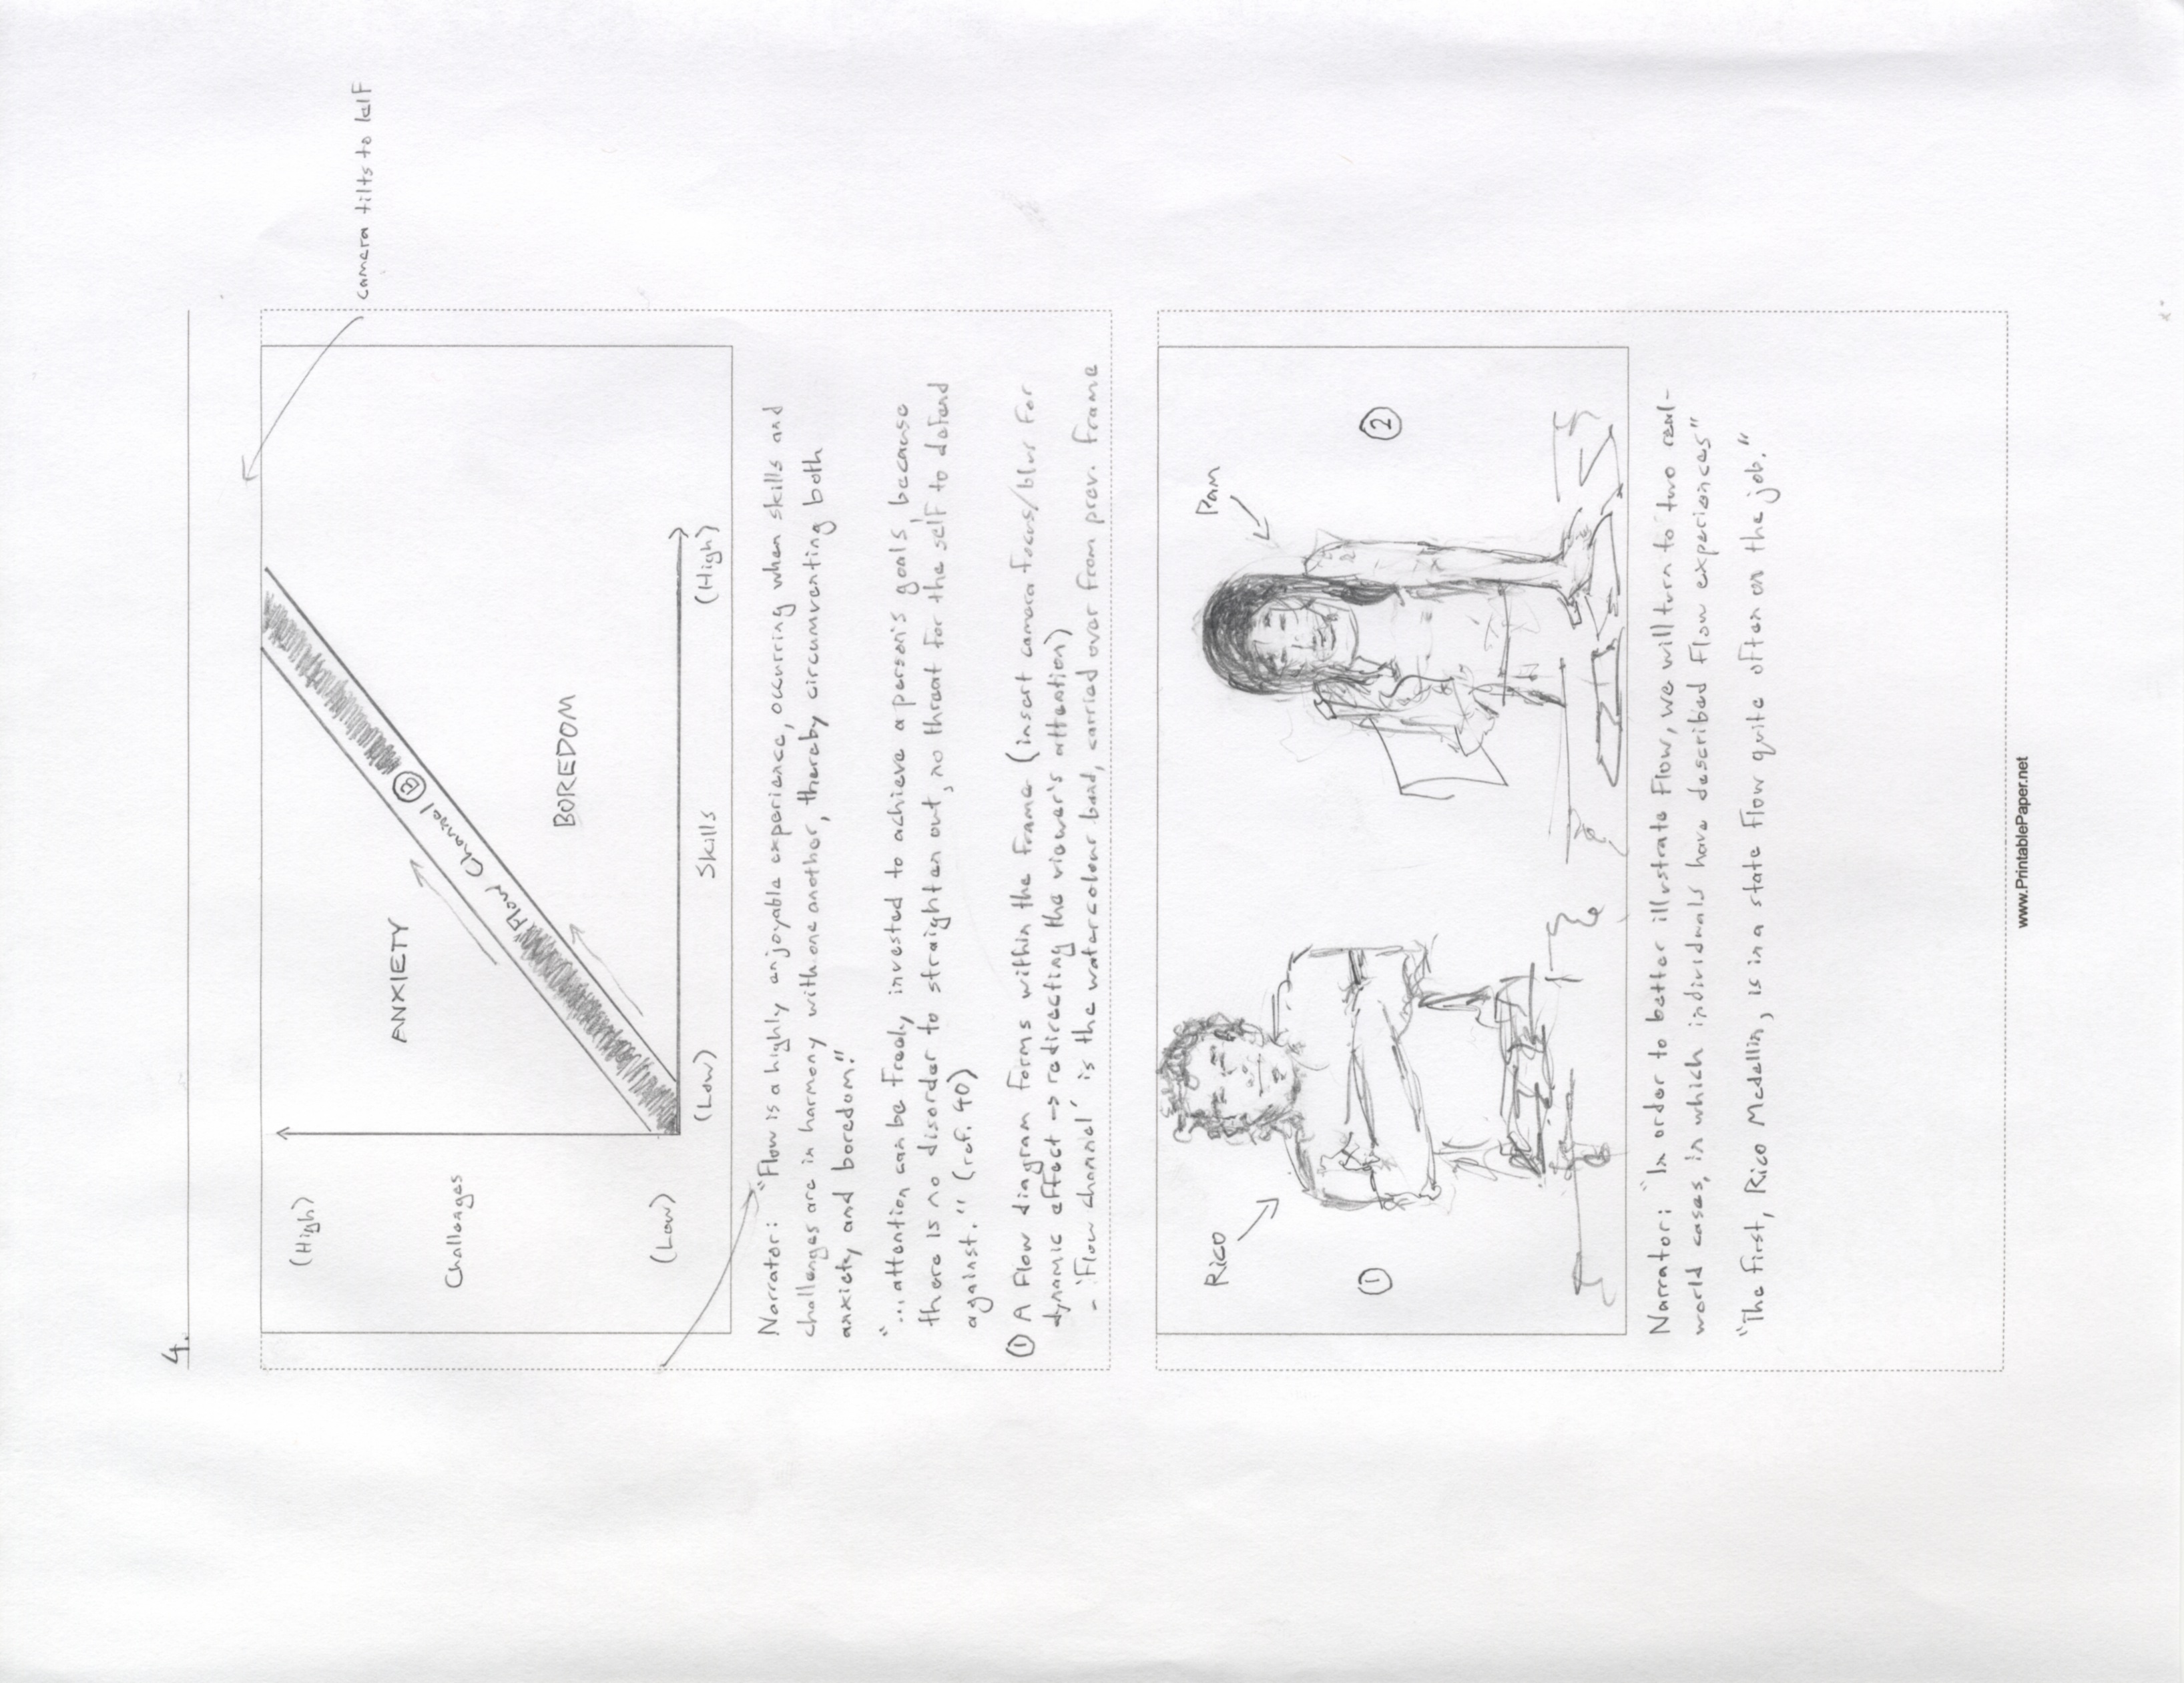 4.
camera tilts to left
(High)
Challenges
(Low)
ANXIETY
Flow Channel
BOREDOM
(Low)
Skills
(High)
Narrator: "Flow is a highly enjoyable experience, occurring when skills and
challenges are in harmony with one another, thereby circumventing both
anxiety and boredom."
"...attention can be freely invested to achieve a person's goals, because
there is no disorder to straighten out, no threat for the self to defend
against." (ref. 40)
① A Flow diagram forms within the frame (insert camera focus/blur for
dynamic effect -> redirecting the viewer's attention)
- 'Flow channel' is the watercolour band, carried over from prev. frame
Rico
①
Pam
②
Narrator: "In order to better illustrate Flow, we will turn to two real-
world cases, in which individuals have described Flow experiences"
"The first, Rico Medellin, is in a state Flow quite often on the job."
www.PrintablePaper.net